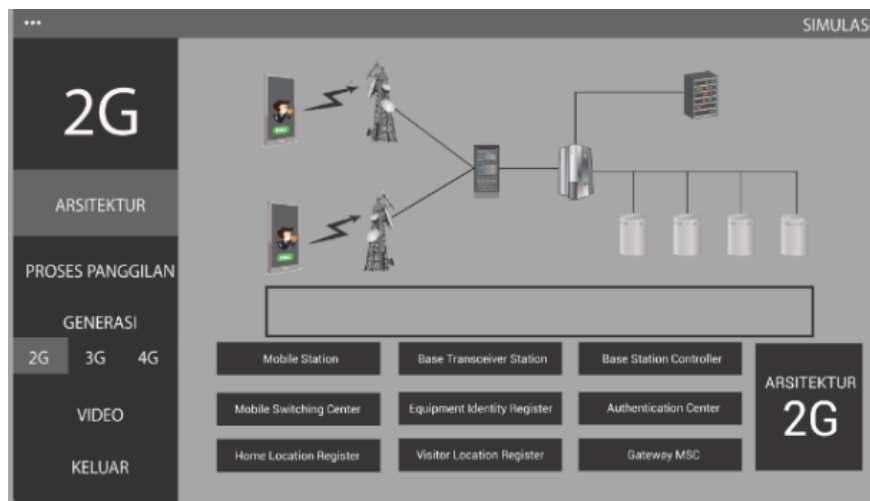 SIMULASI
2G
ARSITEKTUR
PROSES PANGGILAN
GENERASI
2G 3G 4G
VIDEO
KELUAR
Mobile Station
Base Transceiver Station
Base Station Controller
Mobile Switching Center
Equipment Identity Register
Authentication Center
Home Location Register
Visitor Location Register
Gateway MSC
ARSITEKTUR
2G